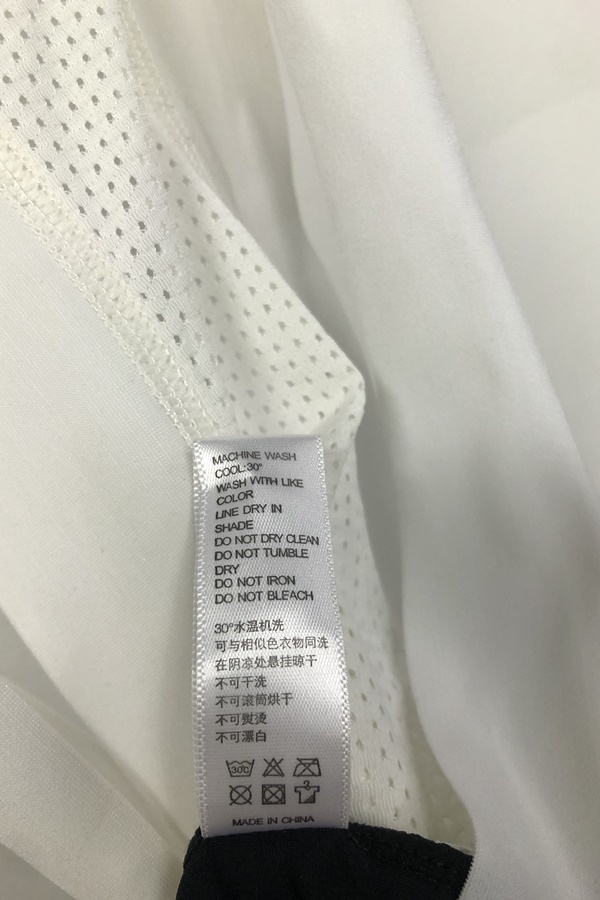 MACHINE WASH
COOL:30°
WASH WITH LIKE
COLOR
LINE DRY IN
SHADE
DO NOT DRY CLEAN
DO NOT TUMBLE
DRY
DO NOT IRON
DO NOT BLEACH
30°水温机洗
可与相似色衣物同洗
在阴凉处悬挂晾干
不可干洗
不可滚筒烘干
不可熨烫
不可漂白
30C
MADE IN CHINA